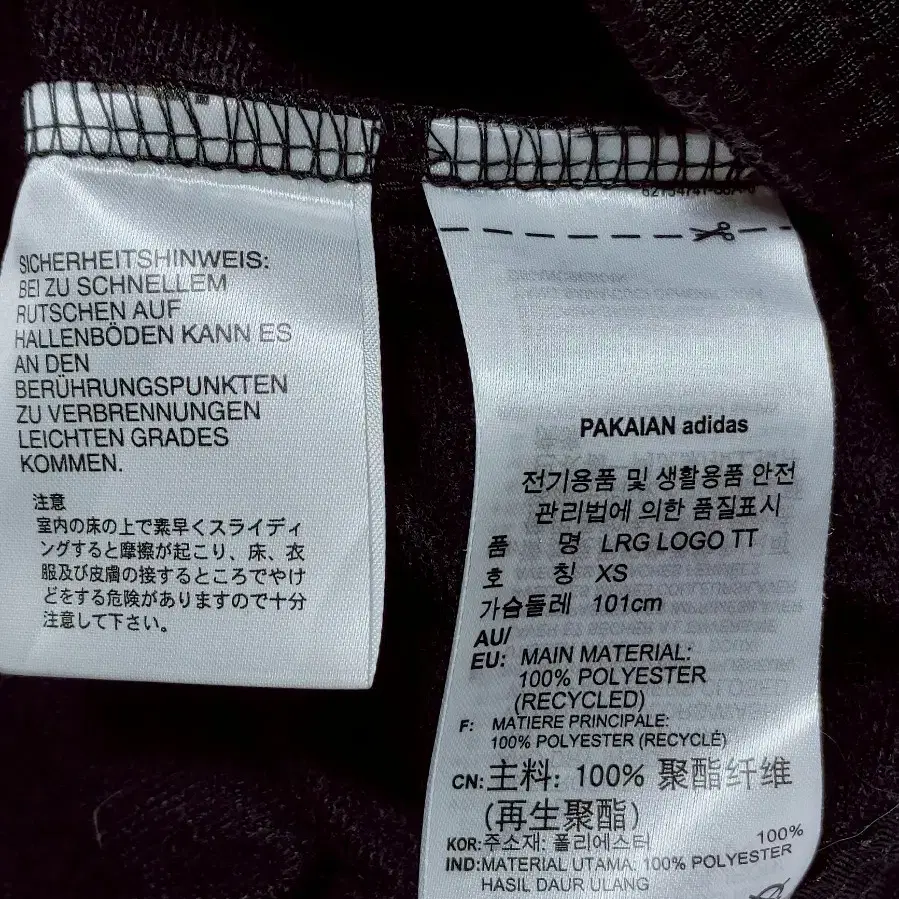 SICHERHEITSHINWEIS:
BEI ZU SCHNELLEM
RUTSCHEN AUF
HALLENBÖDEN KANN ES
AN DEN
BERÜHRUNGSPUNKTEN
ZU VERBRENNUNGEN
LEICHTEN GRADES
KOMMEN.
注意
室内の床の上で素早くスライディ
ングすると摩擦が起こり、床、衣
服及び皮膚の接するところでやけ
どをする危険がありますので十分
注意して下さい。
PAKAIAN adidas
전기용품 및 생활용품 안전
관리법에 의한 품질표시
품 명 LRG LOGO TT
호 칭 XS
가슴둘레 101cm
AU/
EU: MAIN MATERIAL:
100% POLYESTER
(RECYCLED)
F: MATIERE PRINCIPALE:
100% POLYESTER (RECYCLÉ)
CN: 主料: 100% 聚酯纤维
(再生聚酯)
KOR: 주소재: 폴리에스터 100%
IND: MATERIAL UTAMA: 100% POLYESTER
HASIL DAUR ULANG